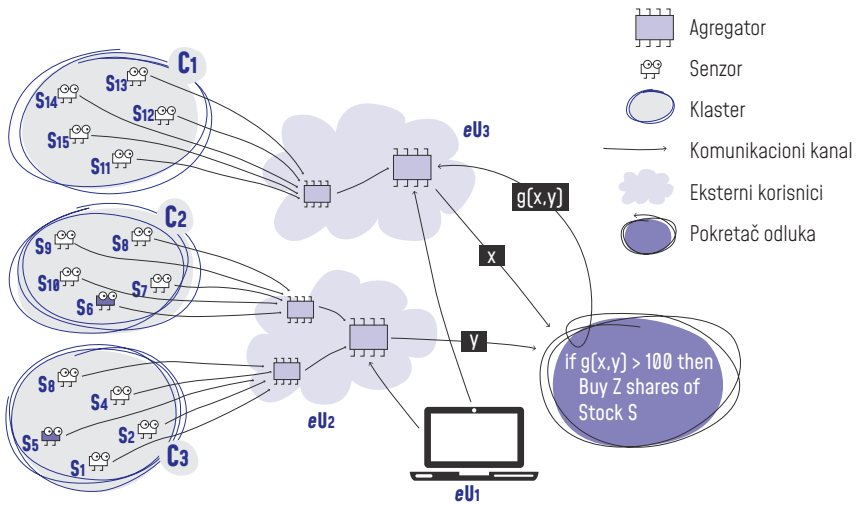 C1
S13
S14
S12
S15
S11
C2
S9
S8
S10
S7
S6
S8
S4
S5
S2
S1
C3
eU3
eU2
eU1
g(x,y)
x
y
if g(x,y) > 100 then
Buy Z shares of
Stock S
Agregator
Senzor
Klaster
Komunikacioni kanal
Eksterni korisnici
Pokretač odluka